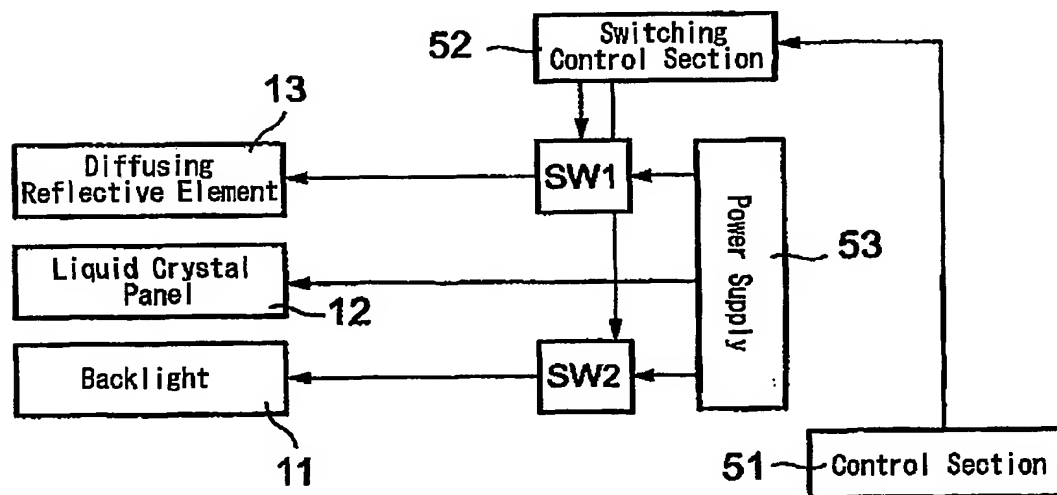 52
Switching
Control Section
13
Diffusing
Reflective Element
SW1
Power Supply
53
Liquid Crystal
Panel
12
Backlight
SW2
11
51
Control Section